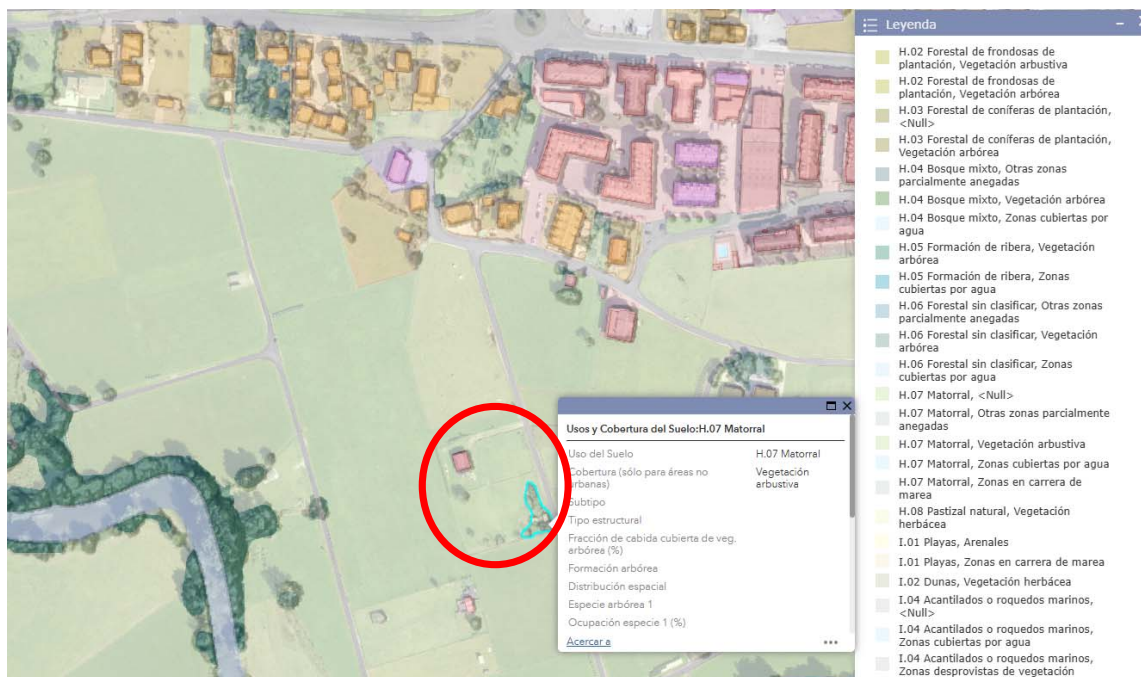 Leyenda
H.02 Forestal de frondosas de
plantación, Vegetación arbustiva
H.02 Forestal de frondosas de
plantación, Vegetación arbórea
H.03 Forestal de coníferas de plantación,
<Null>
H.03 Forestal de coníferas de plantación,
Vegetación arbórea
H.04 Bosque mixto, Otras zonas
parcialmente anegadas
H.04 Bosque mixto, Vegetación arbórea
H.04 Bosque mixto, Zonas cubiertas por
agua
H.05 Formación de ribera, Vegetación
arbórea
H.05 Formación de ribera, Zonas
cubiertas por agua
H.06 Forestal sin clasificar, Otras zonas
parcialmente anegadas
H.06 Forestal sin clasificar, Vegetación
arbórea
H.06 Forestal sin clasificar, Zonas
cubiertas por agua
H.07 Matorral, <Null>
H.07 Matorral, Otras zonas parcialmente
anegadas
H.07 Matorral, Vegetación arbustiva
H.07 Matorral, Zonas cubiertas por agua
H.07 Matorral, Zonas en carrera de
marea
H.08 Pastizal natural, Vegetación
herbácea
I.01 Playas, Arenales
I.01 Playas, Zonas en carrera de marea
I.02 Dunas, Vegetación herbácea
I.04 Acantilados o roquedos marinos,
<Null>
I.04 Acantilados o roquedos marinos,
Zonas cubiertas por agua
I.04 Acantilados o roquedos marinos,
Zonas desprovistas de vegetación
Usos y Cobertura del Suelo:H.07 Matorral
Uso del Suelo H.07 Matorral
Cobertura (sólo para áreas no Vegetación
urbanas) arbustiva
Subtipo
Tipo estructural
Fracción de cabida cubierta de veg.
arbórea (%)
Formación arbórea
Distribución espacial
Especie arbórea 1
Ocupación especie 1 (%)
Acercar a